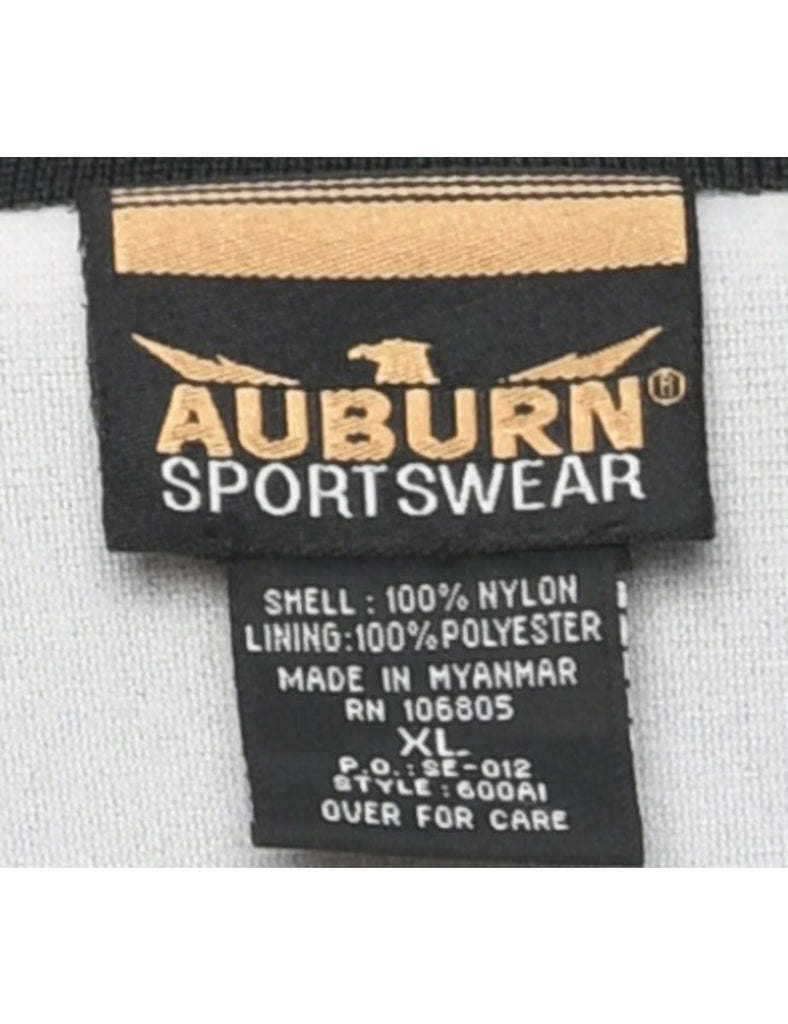 AUBURN®
SPORTSWEAR
SHELL : 100% NYLON
LINING:100% POLYESTER
MADE IN MYANMAR
RN 106805
XL
P.O.: SE-012
STYLE : 600AI
OVER FOR CARE